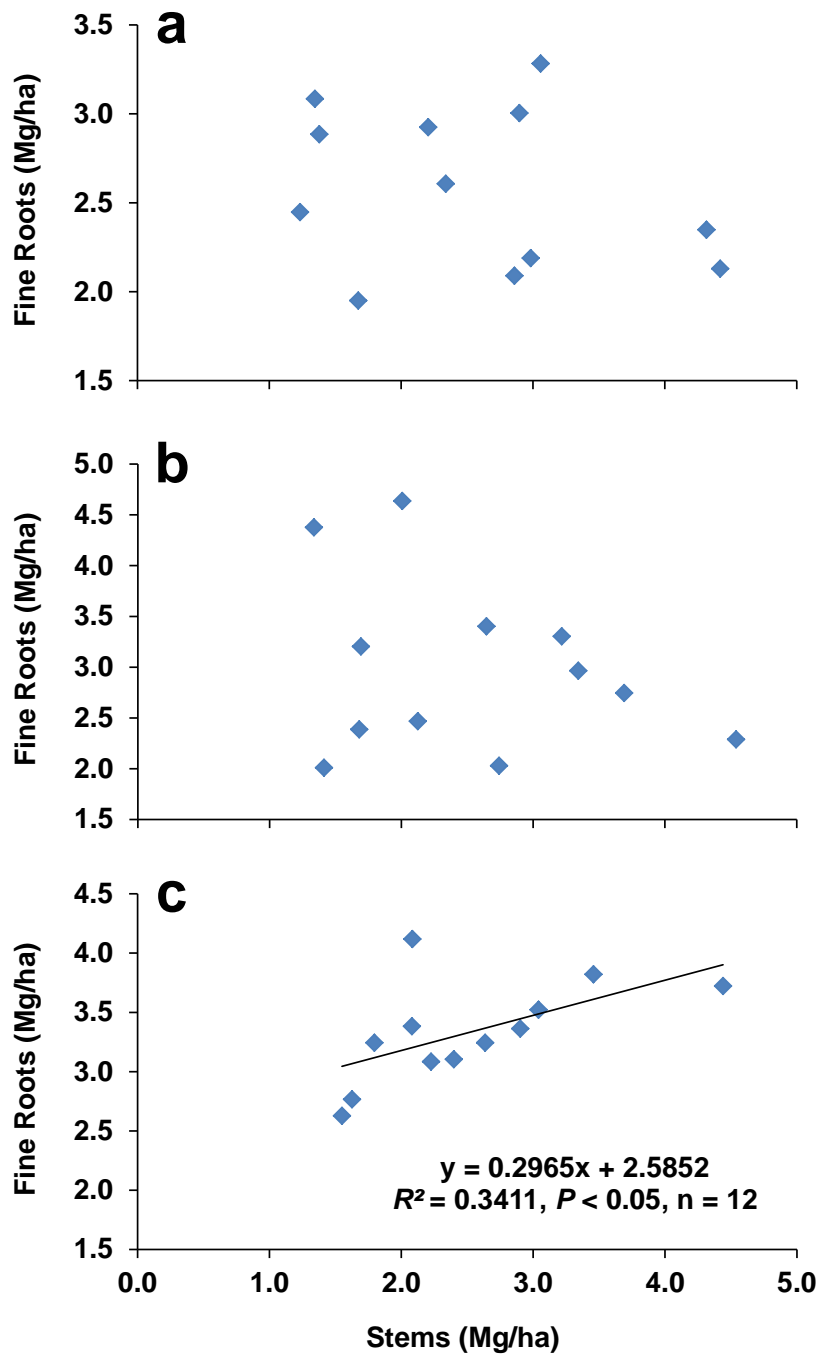 a
Fine Roots (Mg/ha)
3.5
3.0
2.5
2.0
1.5
b
Fine Roots (Mg/ha)
5.0
4.5
4.0
3.5
3.0
2.5
2.0
1.5
c
Fine Roots (Mg/ha)
4.5
4.0
3.5
3.0
2.5
2.0
1.5
y = 0.2965x + 2.5852
R² = 0.3411, P < 0.05, n = 12
0.0 1.0 2.0 3.0 4.0 5.0
Stems (Mg/ha)